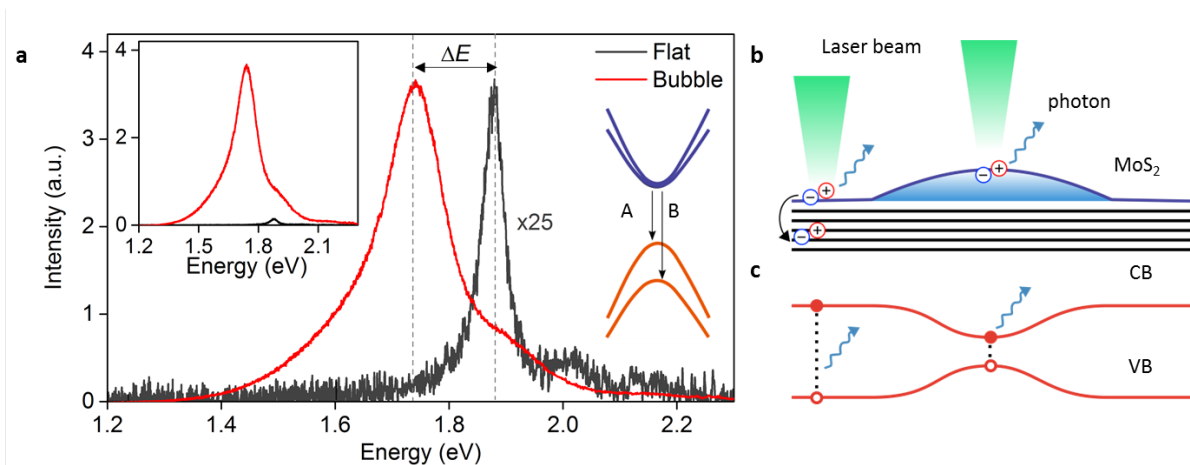 a
4
3
2
1
0
Intensity (a.u.)
1.2 1.4 1.6 1.8 2.0 2.2
Energy (eV)
4
2
0
1.2 1.5 1.8 2.1
Energy (eV)
ΔE
Flat
Bubble
x25
A B
b
Laser beam
photon
MoS₂
− +
− +
− +
c
CB
VB